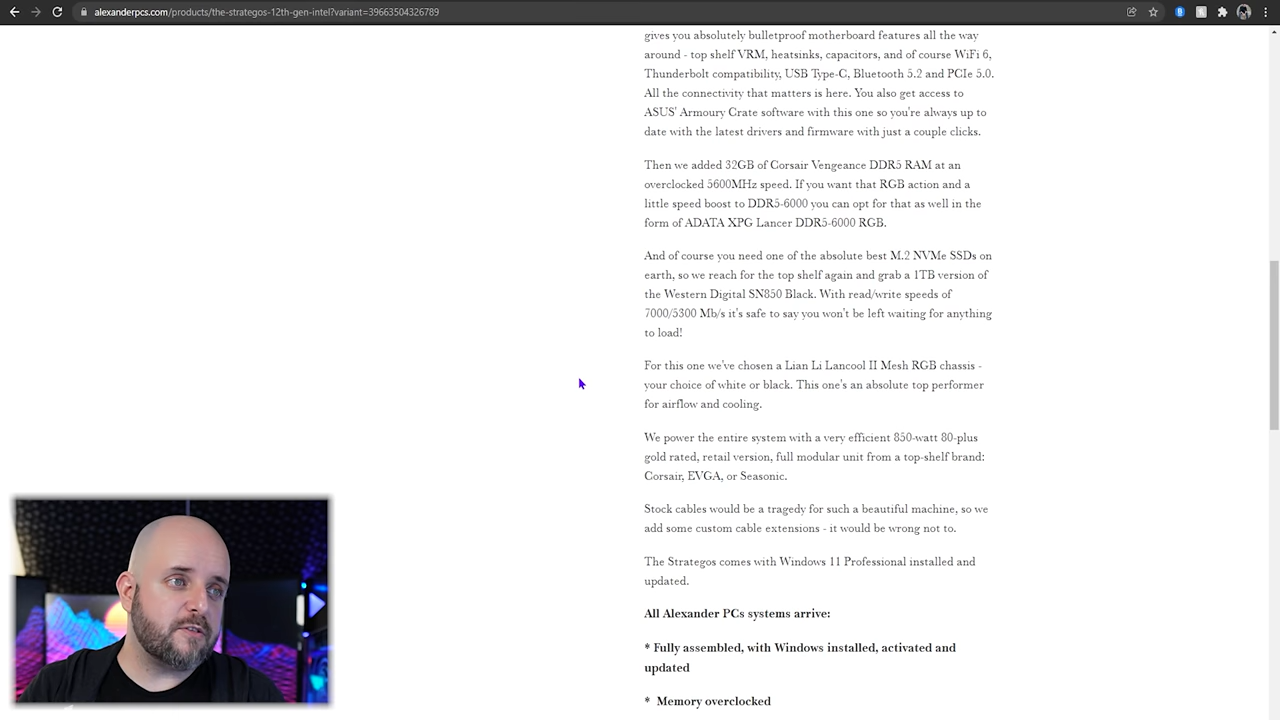 alexanderpcs.com/products/the-strategos-12th-gen-intel?variant=39663504326789
gives you absolutely bulletproof motherboard features all the way
around - top shelf VRM, heatsinks, capacitors, and of course WiFi 6,
Thunderbolt compatibility, USB Type-C, Bluetooth 5.2 and PCIe 5.0.
All the connectivity that matters is here. You also get access to
ASUS' Armoury Crate software with this one so you're always up to
date with the latest drivers and firmware with just a couple clicks.
Then we added 32GB of Corsair Vengeance DDR5 RAM at an
overclocked 5600MHz speed. If you want that RGB action and a
little speed boost to DDR5-6000 you can opt for that as well in the
form of ADATA XPG Lancer DDR5-6000 RGB.
And of course you need one of the absolute best M.2 NVMe SSDs on
earth, so we reach for the top shelf again and grab a 1TB version of
the Western Digital SN850 Black. With read/write speeds of
7000/5300 Mb/s it's safe to say you won't be left waiting for anything
to load!
For this one we've chosen a Lian Li Lancool II Mesh RGB chassis -
your choice of white or black. This one's an absolute top performer
for airflow and cooling.
We power the entire system with a very efficient 850-watt 80-plus
gold rated, retail version, full modular unit from a top-shelf brand:
Corsair, EVGA, or Seasonic.
Stock cables would be a tragedy for such a beautiful machine, so we
add some custom cable extensions - it would be wrong not to.
The Strategos comes with Windows 11 Professional installed and
updated.
All Alexander PCs systems arrive:
* Fully assembled, with Windows installed, activated and
updated
* Memory overclocked